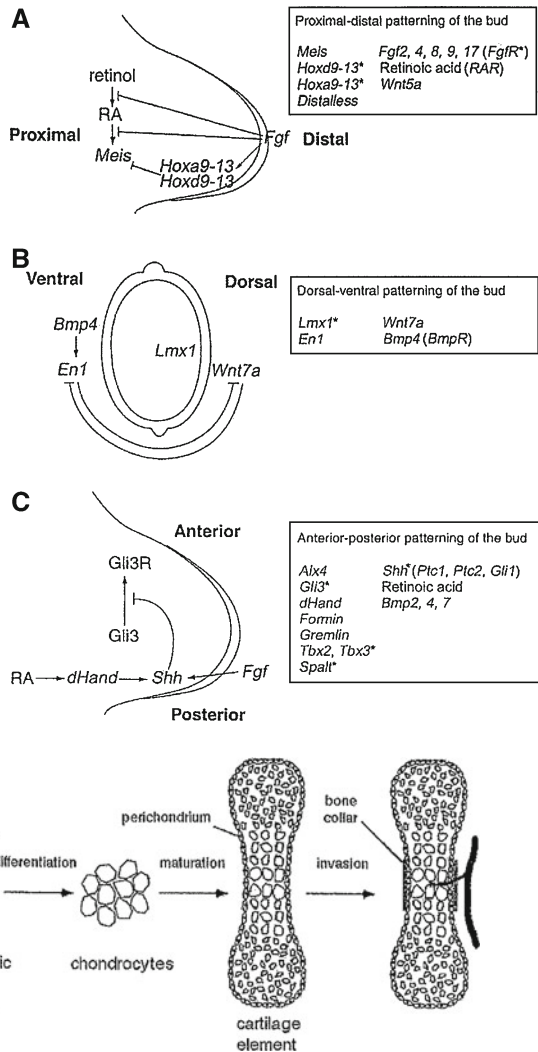 A
Proximal-distal patterning of the bud
Meis Fgf2, 4, 8, 9, 17 (FgfR*)
Hoxd9-13* Retinoic acid (RAR)
Hoxa9-13* Wnt5a
Distalless
retinol
RA
Proximal
Fgf Distal
Meis
Hoxa9-13
Hoxd9-13
B
Ventral
Dorsal
Dorsal-ventral patterning of the bud
Lmx1* Wnt7a
En1 Bmp4 (BmpR)
Bmp4
Lmx1
En1
Wnt7a
C
Anterior
Anterior-posterior patterning of the bud
Alx4 Shh* (Ptc1, Ptc2, Gli1)
Gli3* Retinoic acid
dHand Bmp2, 4, 7
Formin
Gremlin
Tbx2, Tbx3*
Spalt*
Gli3R
Gli3
RA dHand Shh Fgf
Posterior
perichondrium
bone
collar
ifferentiation maturation invasion
ic chondrocytes
cartilage
element